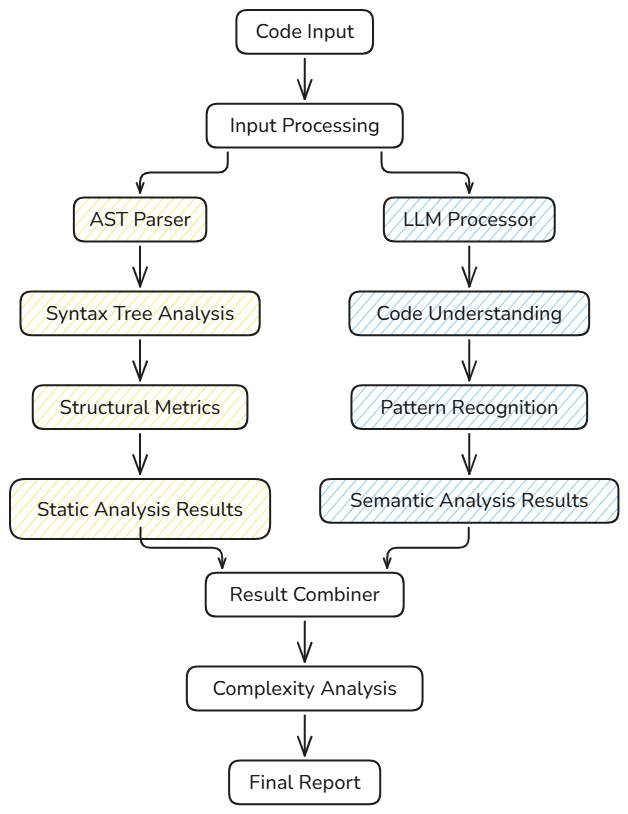 Code Input
Input Processing
AST Parser
LLM Processor
Syntax Tree Analysis
Code Understanding
Structural Metrics
Pattern Recognition
Static Analysis Results
Semantic Analysis Results
Result Combiner
Complexity Analysis
Final Report